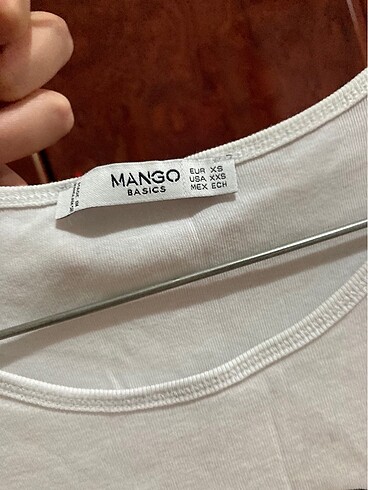 MANGO
BASICS
EUR XS
USA XXS
MEX ECH